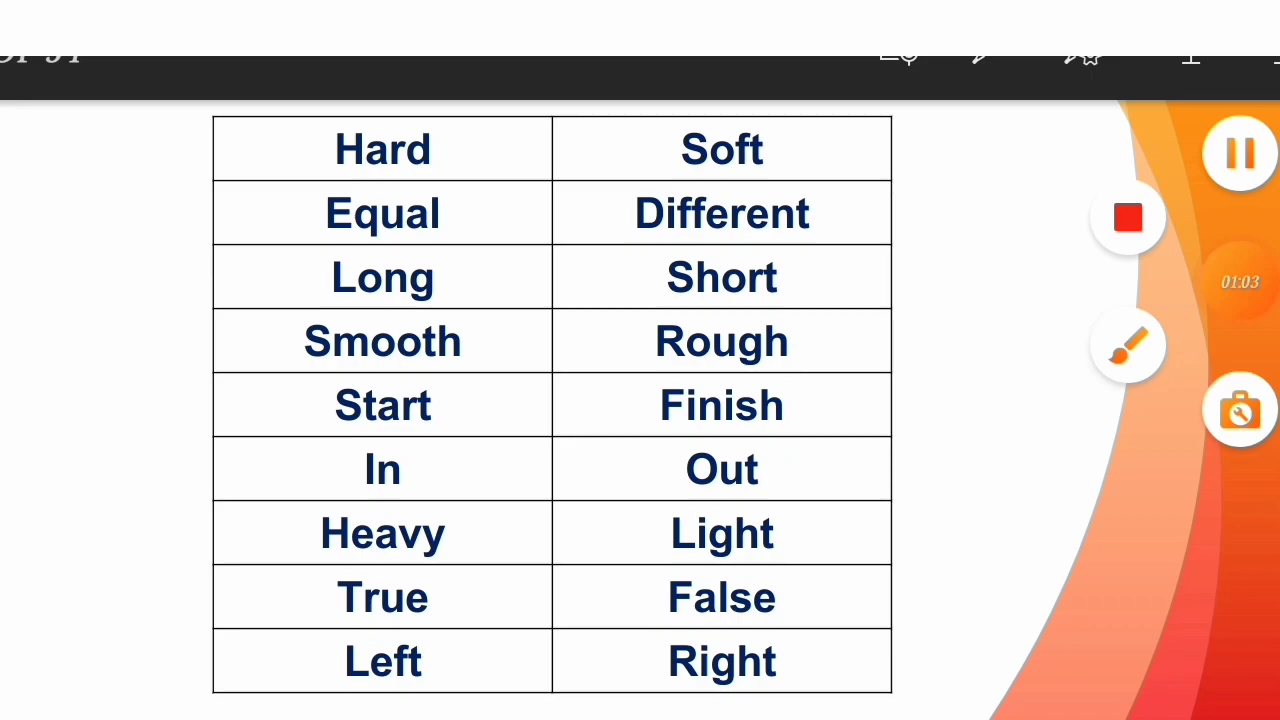 Hard Soft
Equal Different
Long Short
Smooth Rough
Start Finish
In Out
Heavy Light
True False
Left Right
01:03